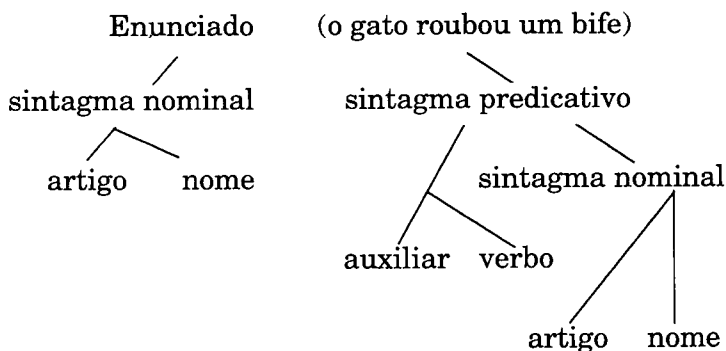 Enunciado (o gato roubou um bife)
sintagma nominal sintagma predicativo
artigo nome sintagma nominal
auxiliar verbo
artigo nome